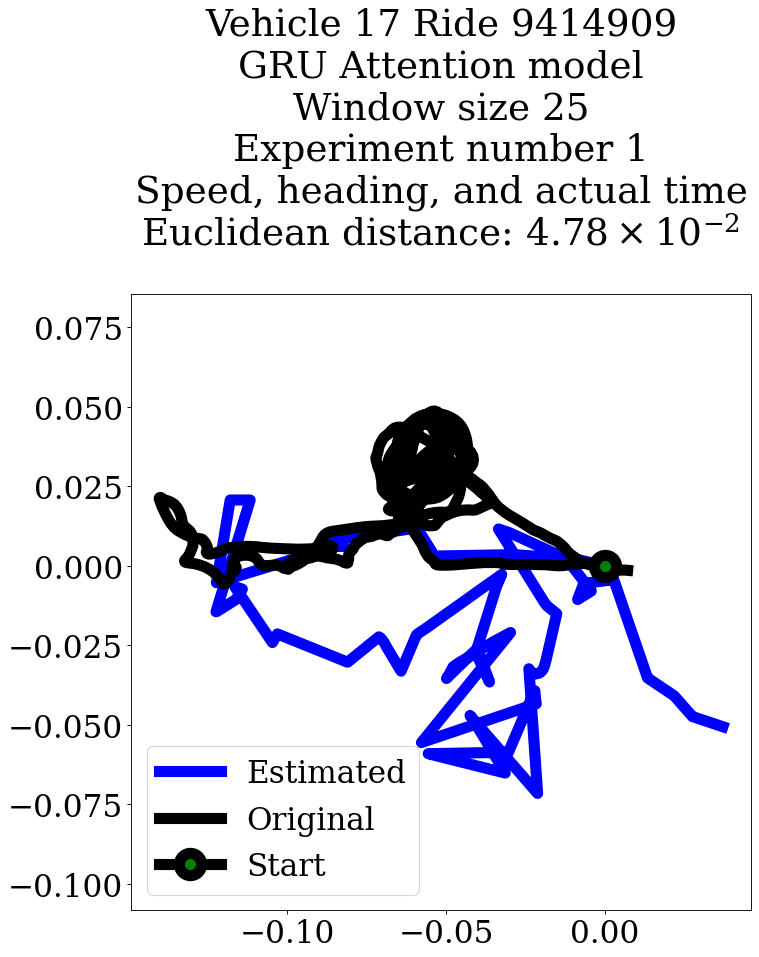 Vehicle 17 Ride 9414909
GRU Attention model
Window size 25
Experiment number 1
Speed, heading, and actual time
Euclidean distance: 4.78 × 10⁻²
0.075
0.050
0.025
0.000
−0.025
−0.050
−0.075
−0.100
Estimated
Original
Start
−0.10 −0.05 0.00